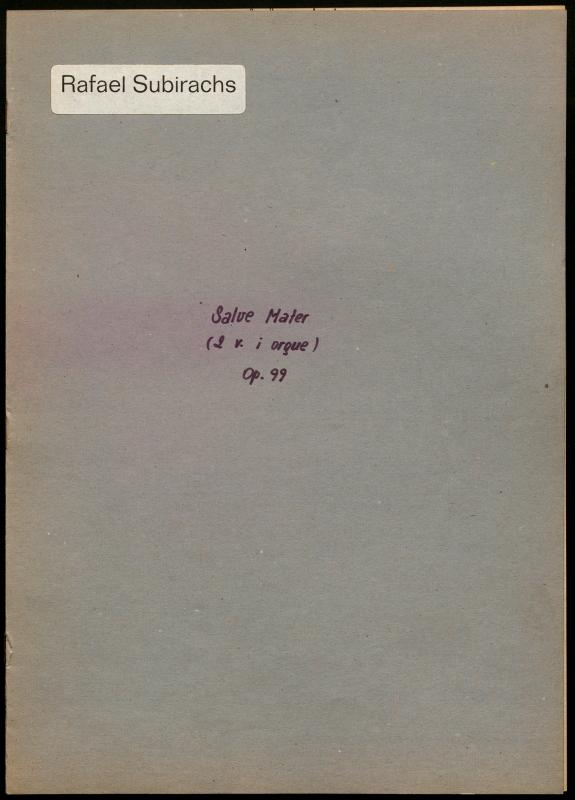 Rafael Subirachs
Salve Mater
(2 v. i orgue)
Op. 99